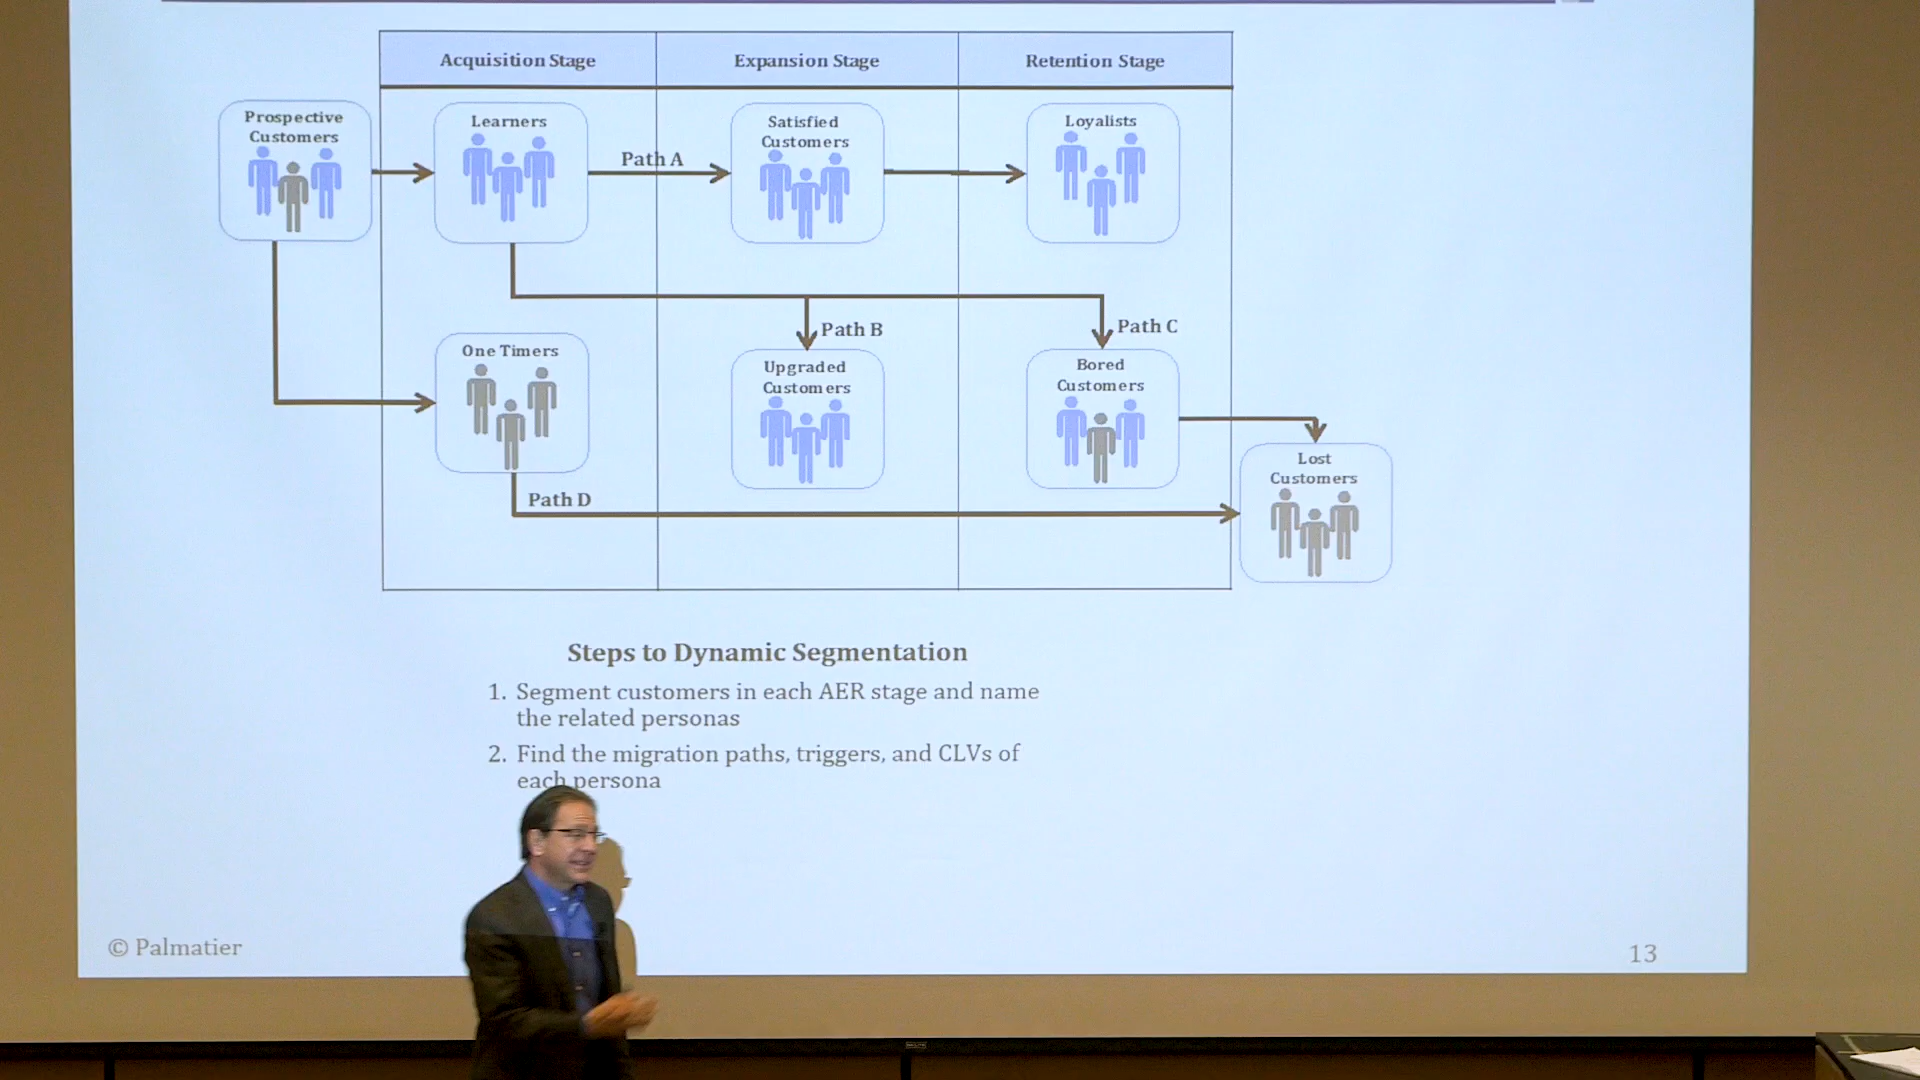 Acquisition Stage
Expansion Stage
Retention Stage
Prospective
Customers
Learners
Path A
Satisfied
Customers
Loyalists
Path B
Path C
One Timers
Upgraded
Customers
Bored
Customers
Path D
Lost
Customers
Steps to Dynamic Segmentation
1. Segment customers in each AER stage and name
the related personas
2. Find the migration paths, triggers, and CLVs of
each persona
© Palmatier
13